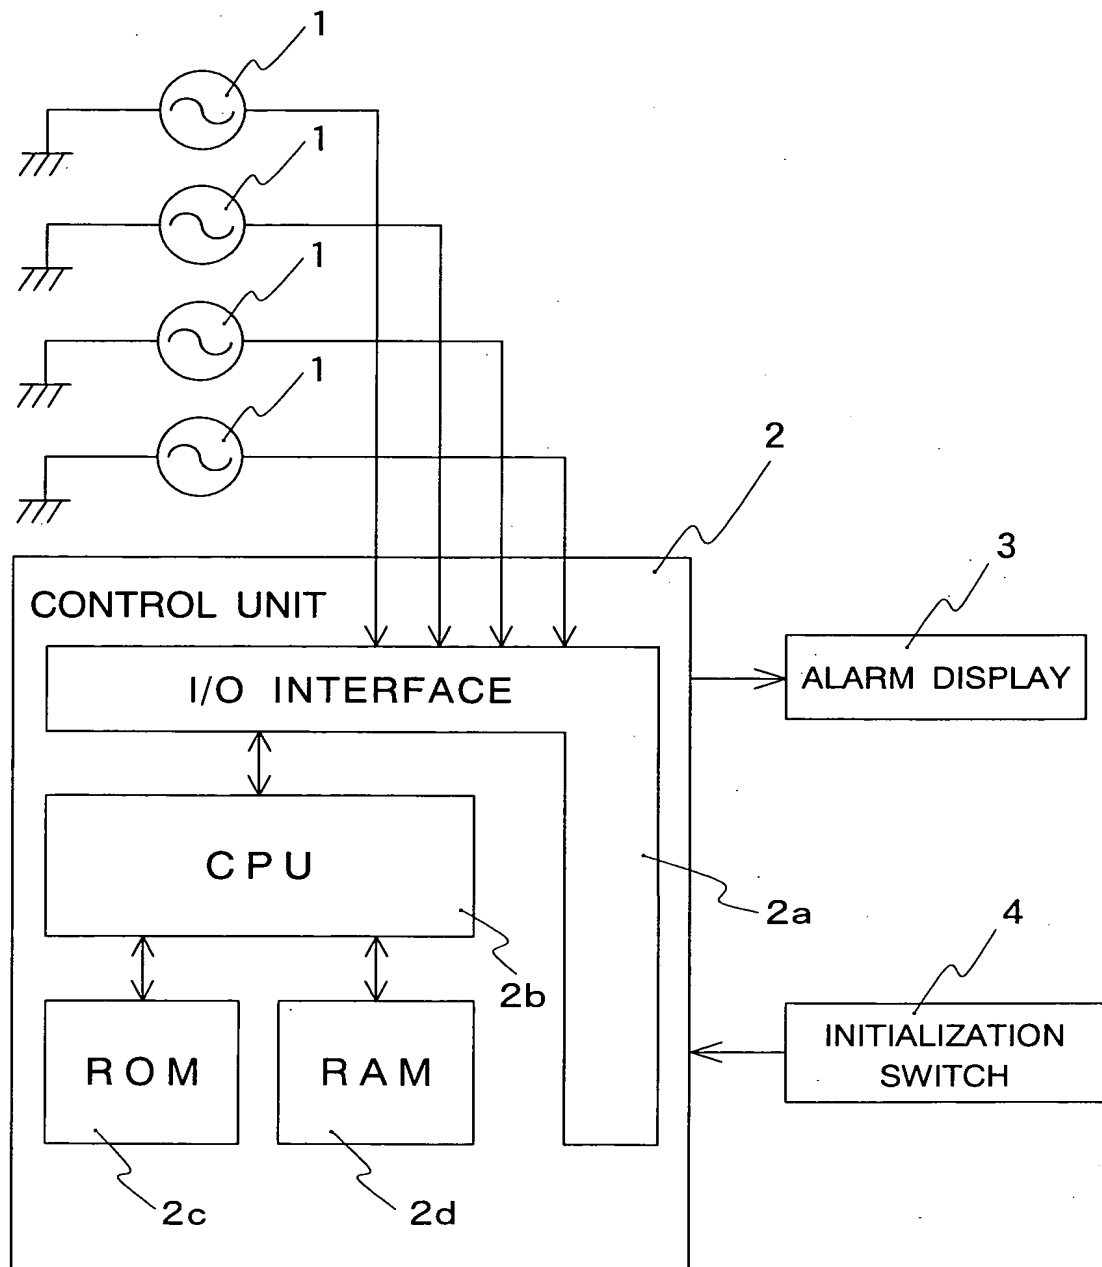 1
1
1
1
2
3
CONTROL UNIT
I/O INTERFACE
ALARM DISPLAY
CPU
2a
4
2b
INITIALIZATION
SWITCH
ROM
RAM
2c
2d